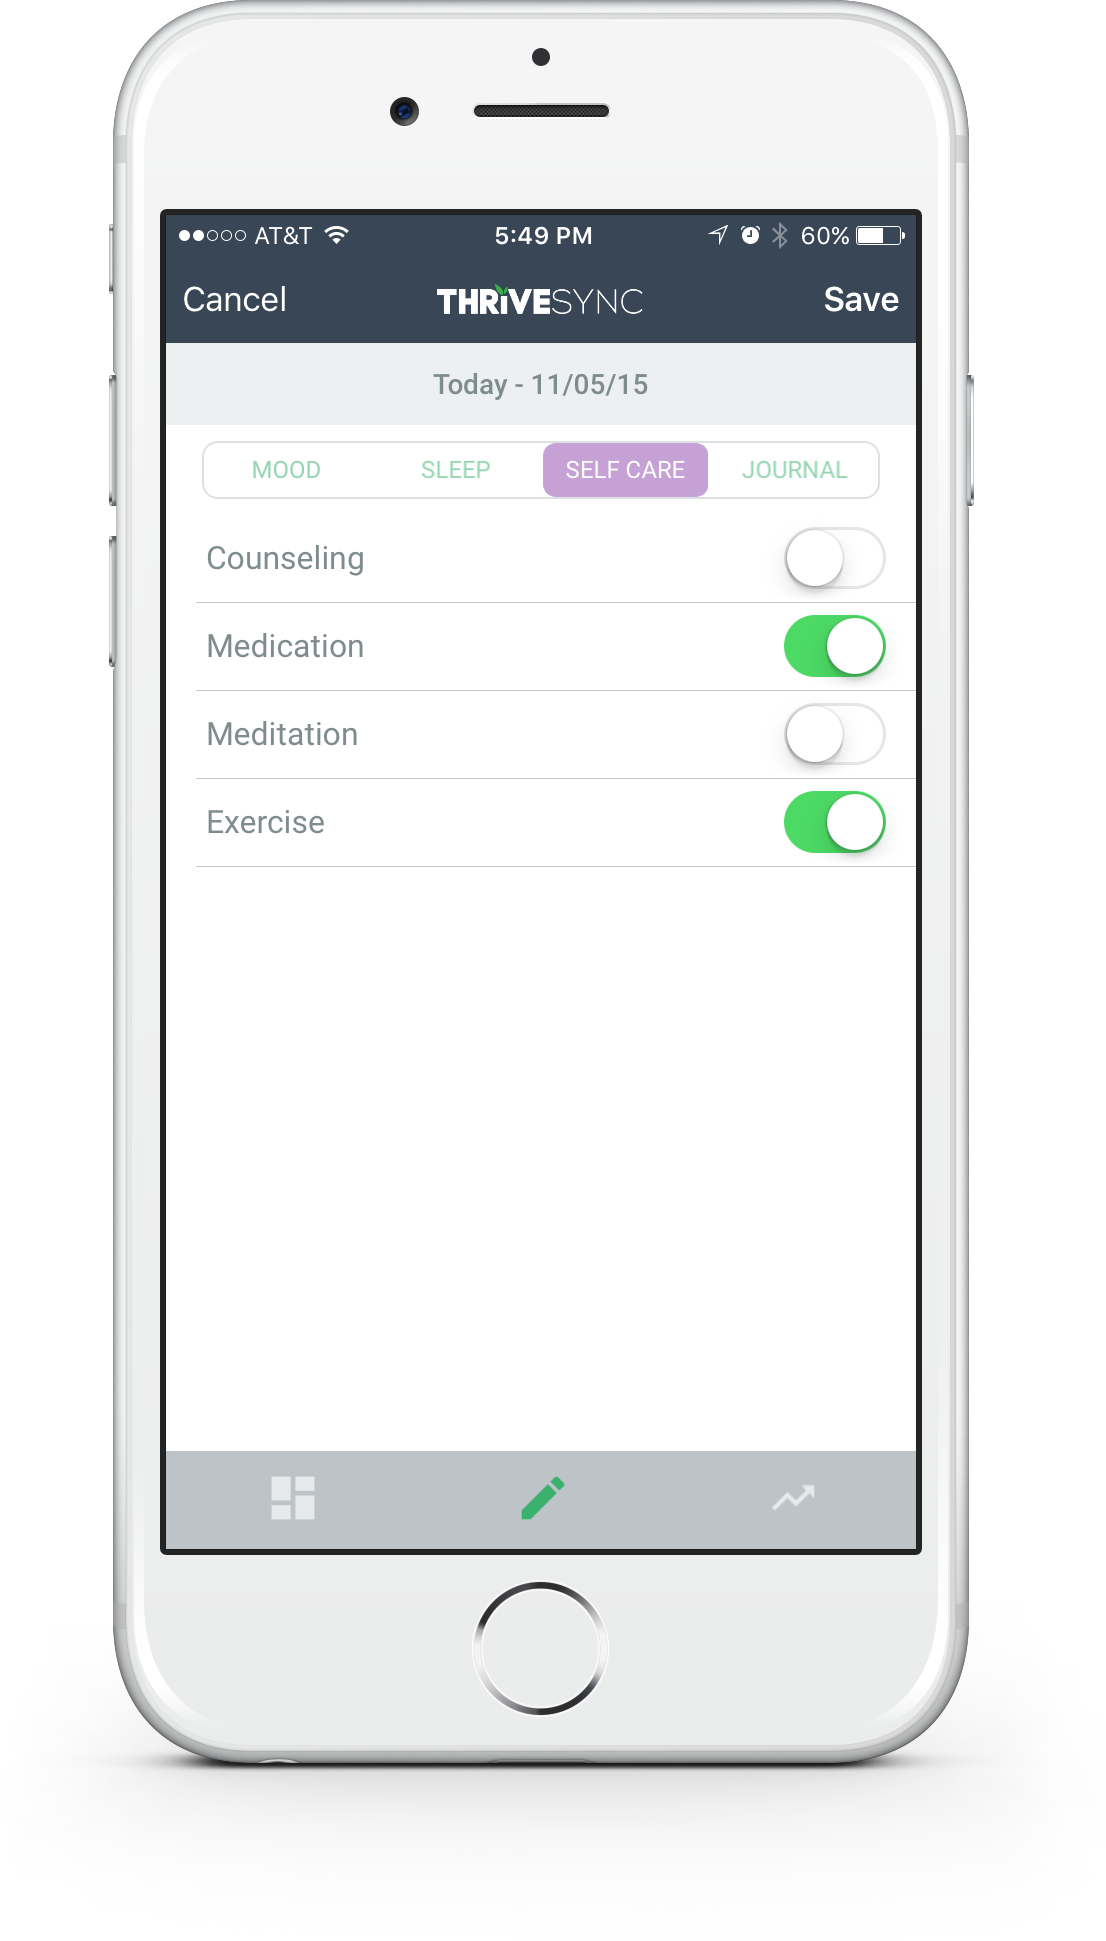 AT&T 5:49 PM 60%
Cancel THRIVESYNC Save
Today - 11/05/15
MOOD SLEEP SELF CARE JOURNAL
Counseling
Medication
Meditation
Exercise